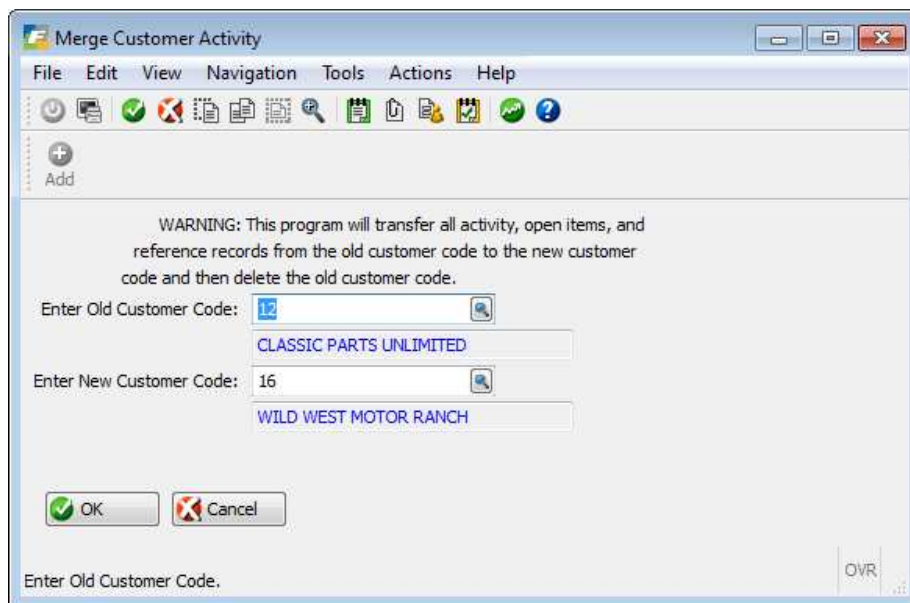 Merge Customer Activity
File Edit View Navigation Tools Actions Help
Add
WARNING: This program will transfer all activity, open items, and
reference records from the old customer code to the new customer
code and then delete the old customer code.
Enter Old Customer Code: 12
CLASSIC PARTS UNLIMITED
Enter New Customer Code: 16
WILD WEST MOTOR RANCH
OK Cancel
Enter Old Customer Code. OVR